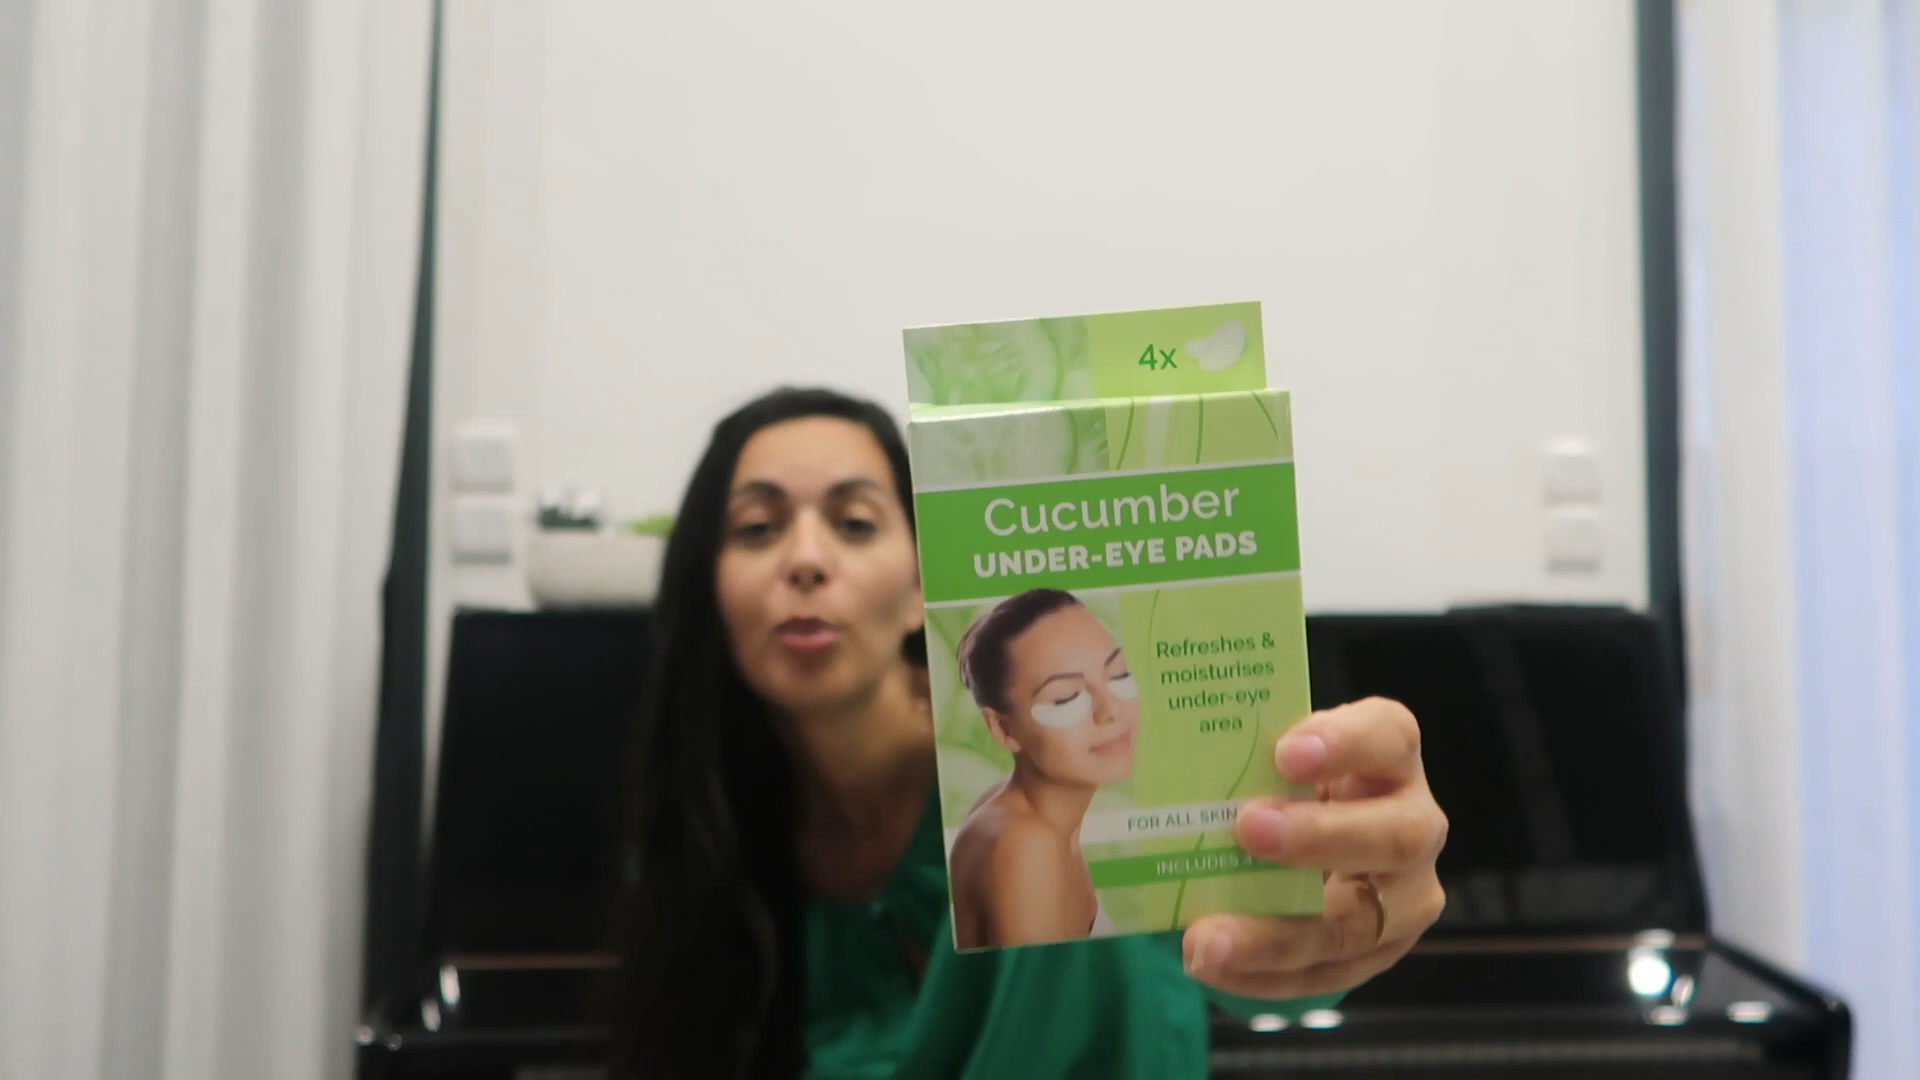 4x
Cucumber
UNDER-EYE PADS
Refreshes &
moisturises
under-eye
area
FOR ALL SKIN
INCLUDES 4